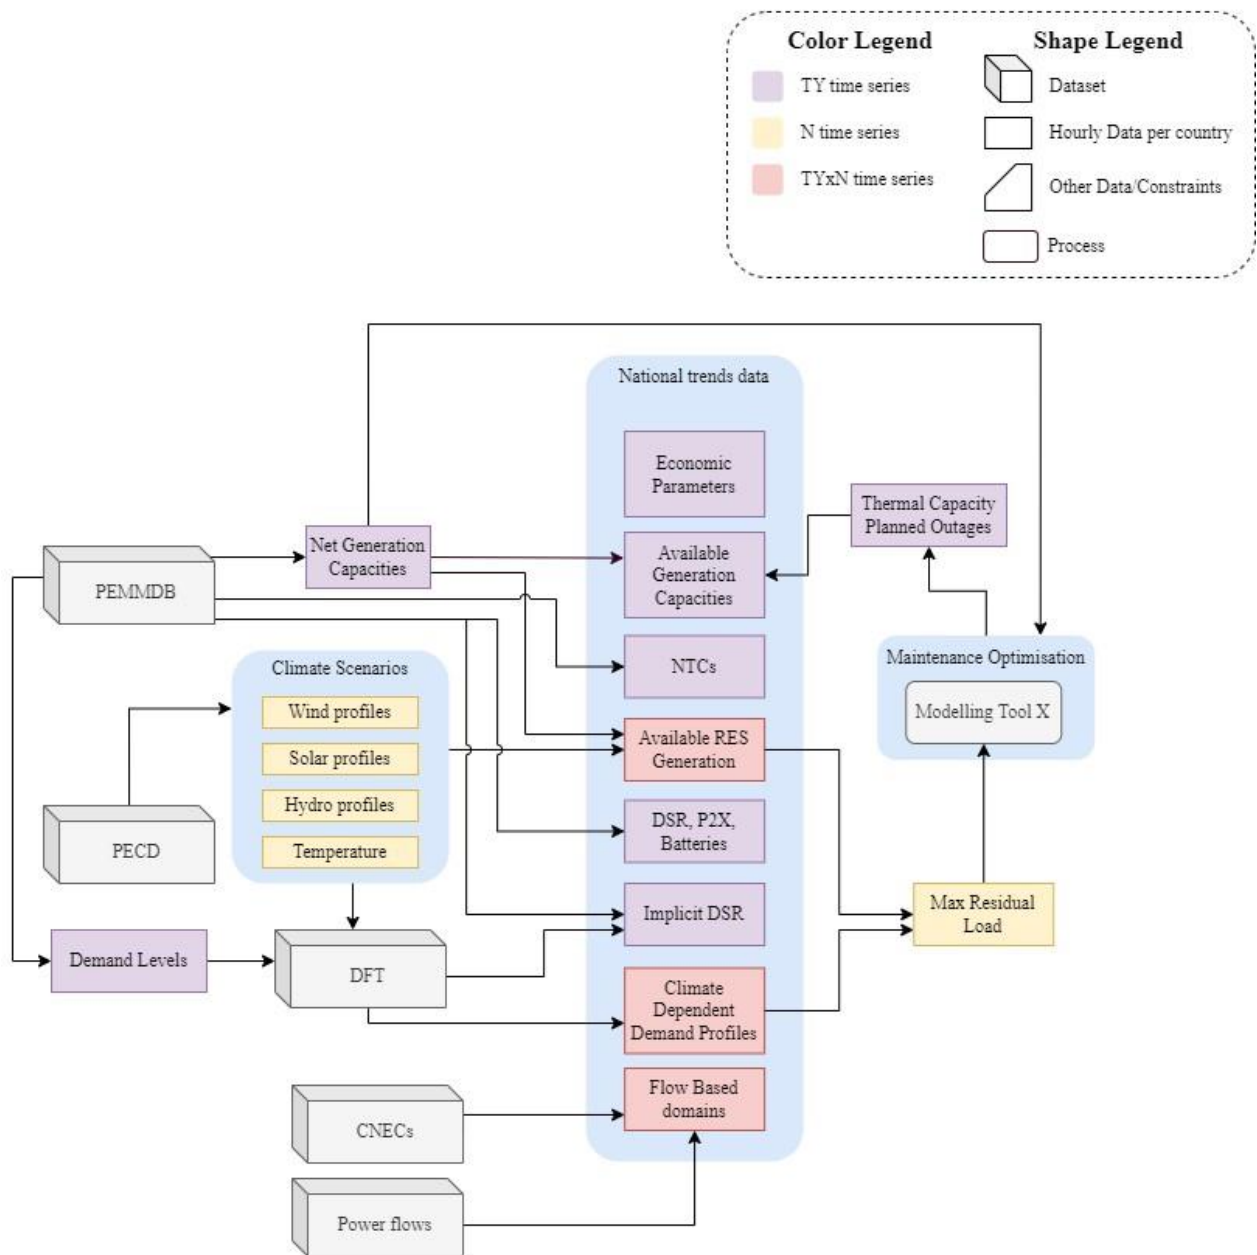 Color Legend
TY time series
N time series
TYxN time series
Shape Legend
Dataset
Hourly Data per country
Other Data/Constraints
Process
National trends data
Economic
Parameters
Net Generation
Capacities
Available
Generation
Capacities
Thermal Capacity
Planned Outages
PEMMDB
NTCs
Maintenance Optimisation
Modelling Tool X
Climate Scenarios
Wind profiles
Solar profiles
Hydro profiles
Temperature
Available RES
Generation
PECD
DSR, P2X,
Batteries
Implicit DSR
Max Residual
Load
Demand Levels
DFT
Climate
Dependent
Demand Profiles
Flow Based
domains
CNECs
Power flows